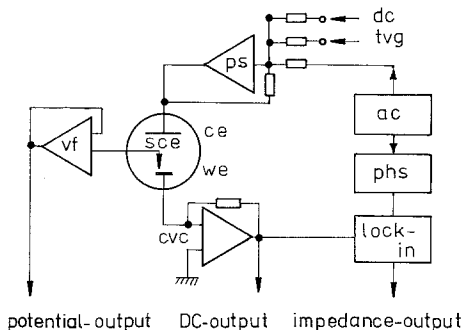 dc
tvg
ps
ac
vf
sce
ce
we
phs
cvc
lock-
in
potential-output DC-output impedance-output